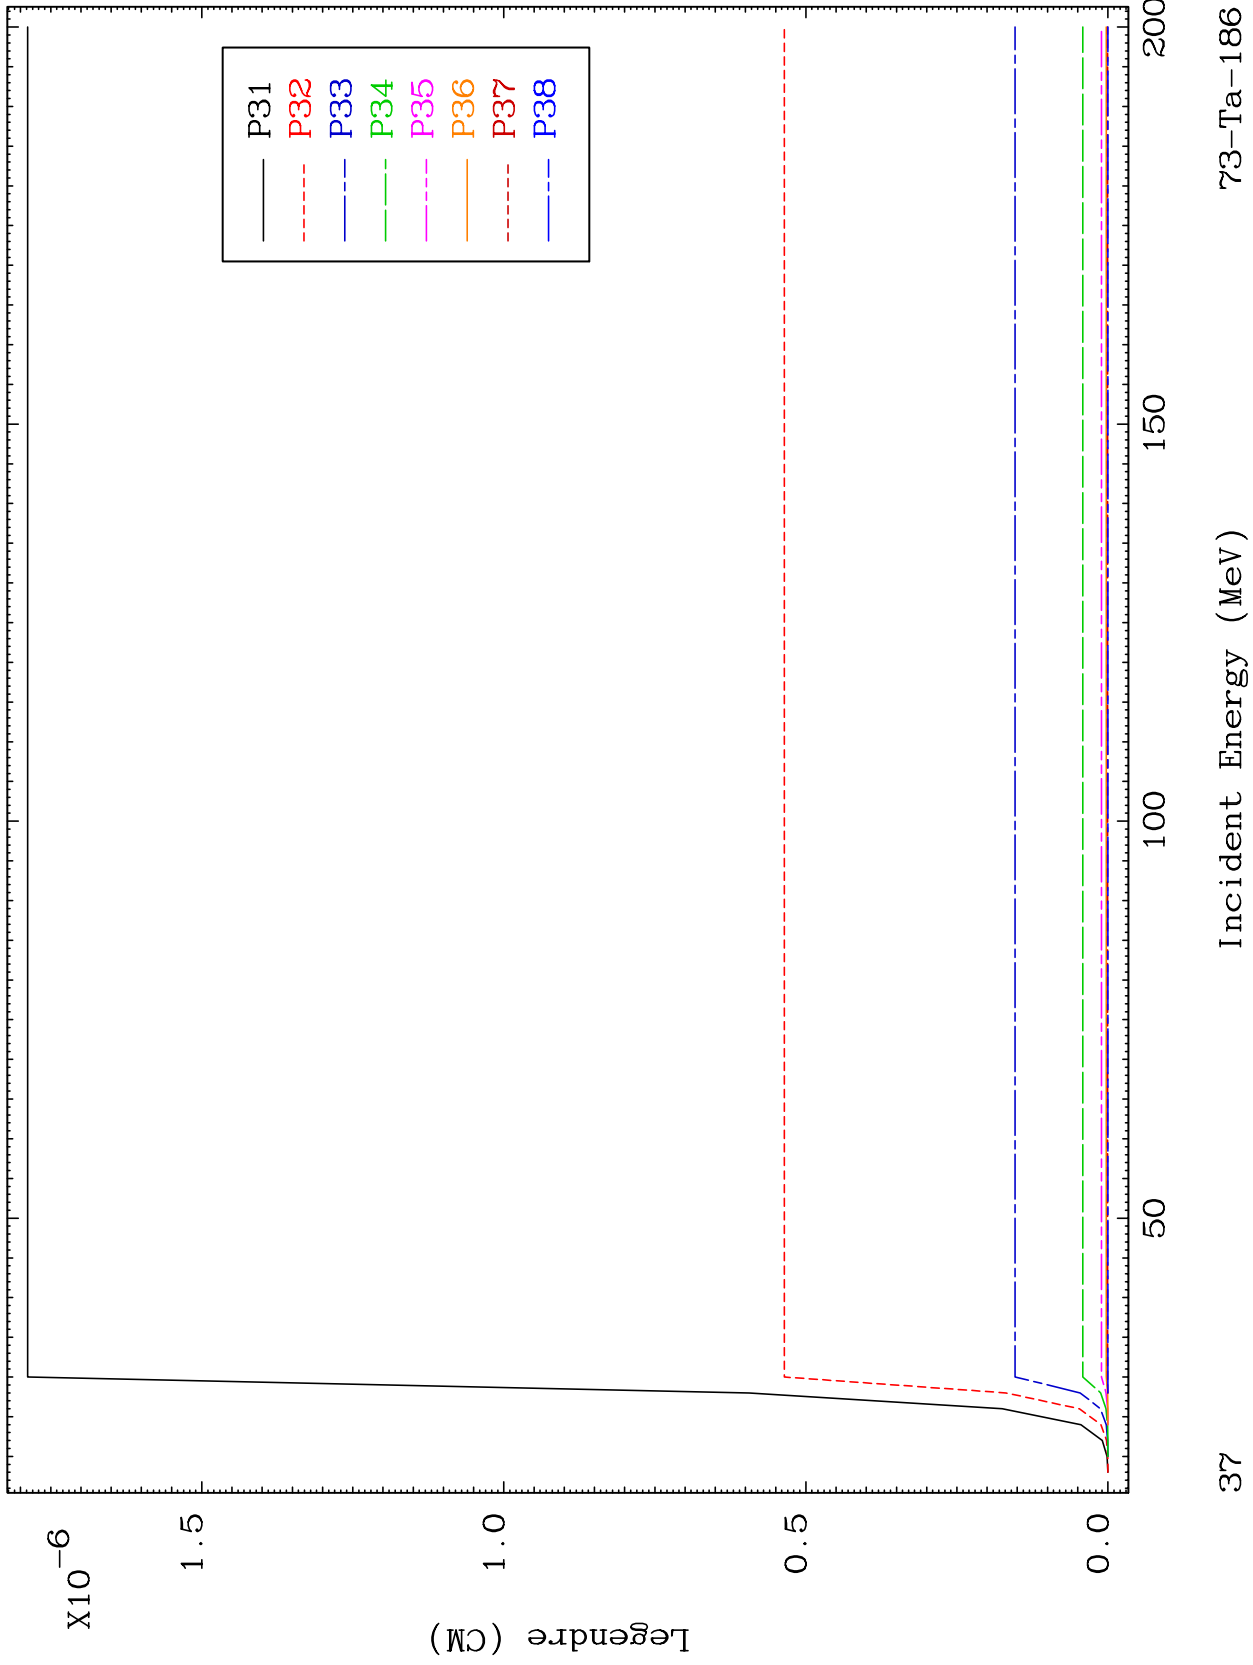 X10-6
Legendre (CM)
1.5
1.0
0.5
0.0
P31
P32
P33
P34
P35
P36
P37
P38
50
100
150
200
Incident Energy (MeV)
37
73-Ta-186